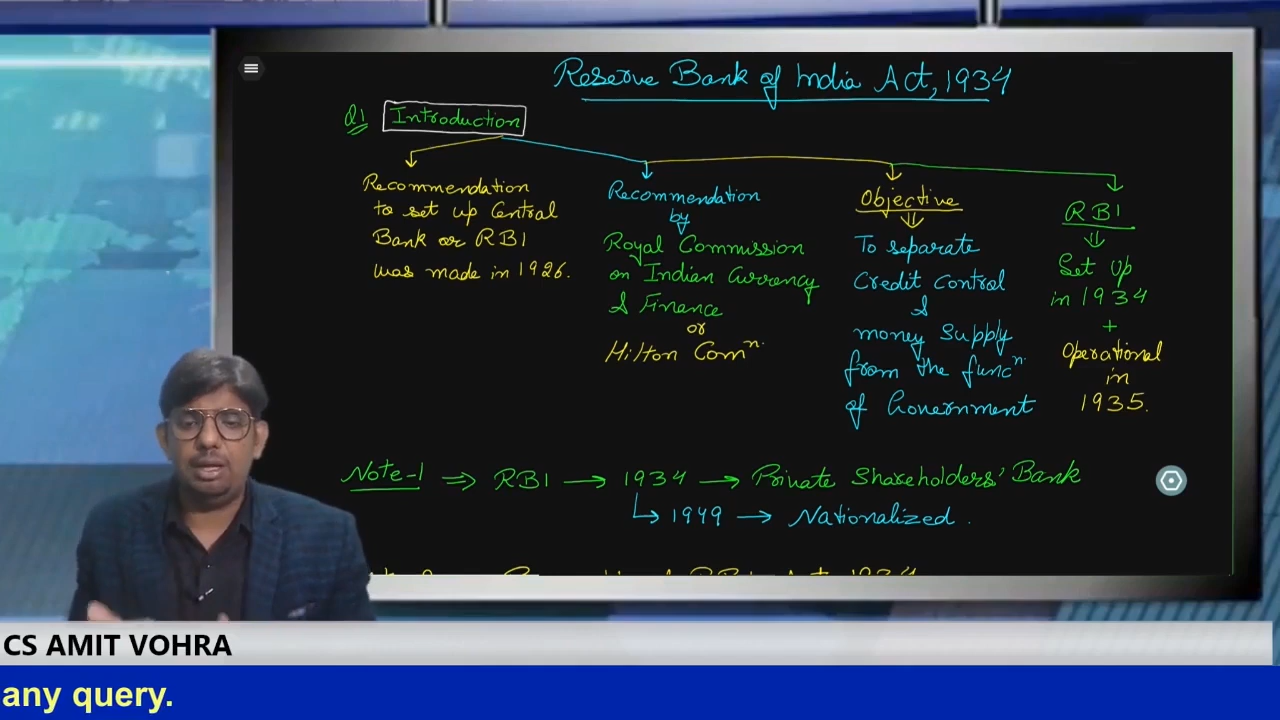 Reserve Bank of India Act, 1934
Q1 Introduction
Recommendation
to set up Central
Bank or RBI
was made in 1926.
Recommendation
by
Royal Commission
on Indian Currency
& Finance
or
Hilton Comⁿ.
Objective
To separate
Credit Control
&
money Supply
from the funcⁿ.
of Government
RBI
Set Up
in 1934
+
Operational
in
1935.
Note-1 ⇒ RBI → 1934 → Private Shareholders' Bank
↳ 1949 → Nationalized.
Act, 1934
CS AMIT VOHRA
any query.